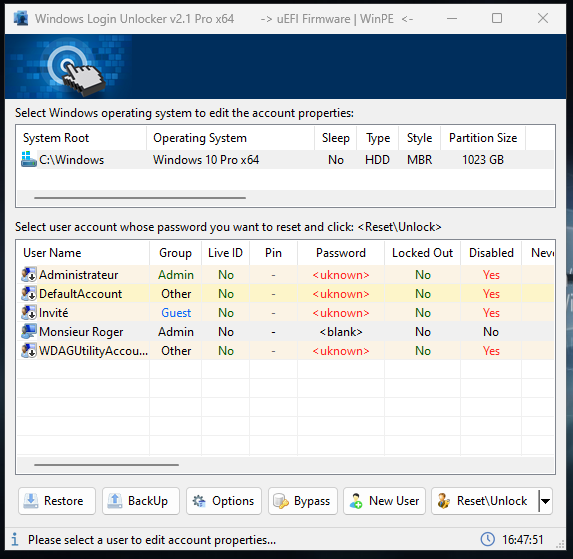 Windows Login Unlocker v2.1 Pro x64 -> uEFI Firmware | WinPE <-
Select Windows operating system to edit the account properties:
System Root Operating System Sleep Type Style Partition Size
C:\Windows Windows 10 Pro x64 No HDD MBR 1023 GB
Select user account whose password you want to reset and click: <Reset\Unlock>
User Name Group Live ID Pin Password Locked Out Disabled Neve
Administrateur Admin No - <uknown> No Yes
DefaultAccount Other No - <uknown> No Yes
Invité Guest No - <uknown> No Yes
Monsieur Roger Admin No - <blank> No No
WDAGUtilityAccou... Other No - <uknown> No Yes
Restore BackUp Options Bypass New User Reset\Unlock
Please select a user to edit account properties... 16:47:51